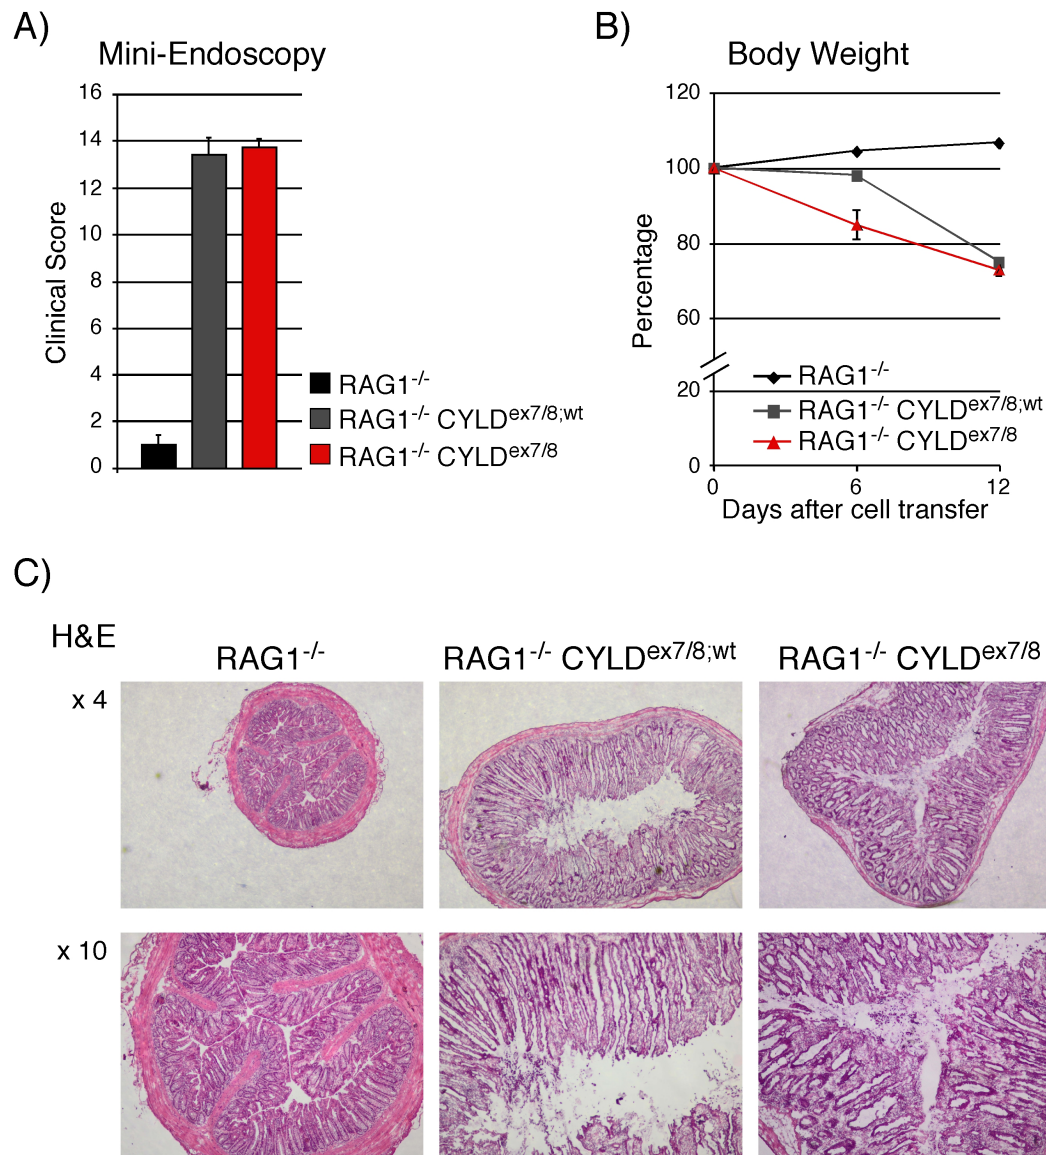 A)
Mini-Endoscopy
16
14
12
10
8
6
4
2
0
Clinical Score
RAG1-/-
RAG1-/- CYLDex7/8;wt
RAG1-/- CYLDex7/8
B)
Body Weight
120
100
80
60
20
0
Percentage
RAG1-/-
RAG1-/- CYLDex7/8;wt
RAG1-/- CYLDex7/8
0 6 12
Days after cell transfer
C)
H&E
RAG1-/- RAG1-/- CYLDex7/8;wt RAG1-/- CYLDex7/8
x 4
x 10